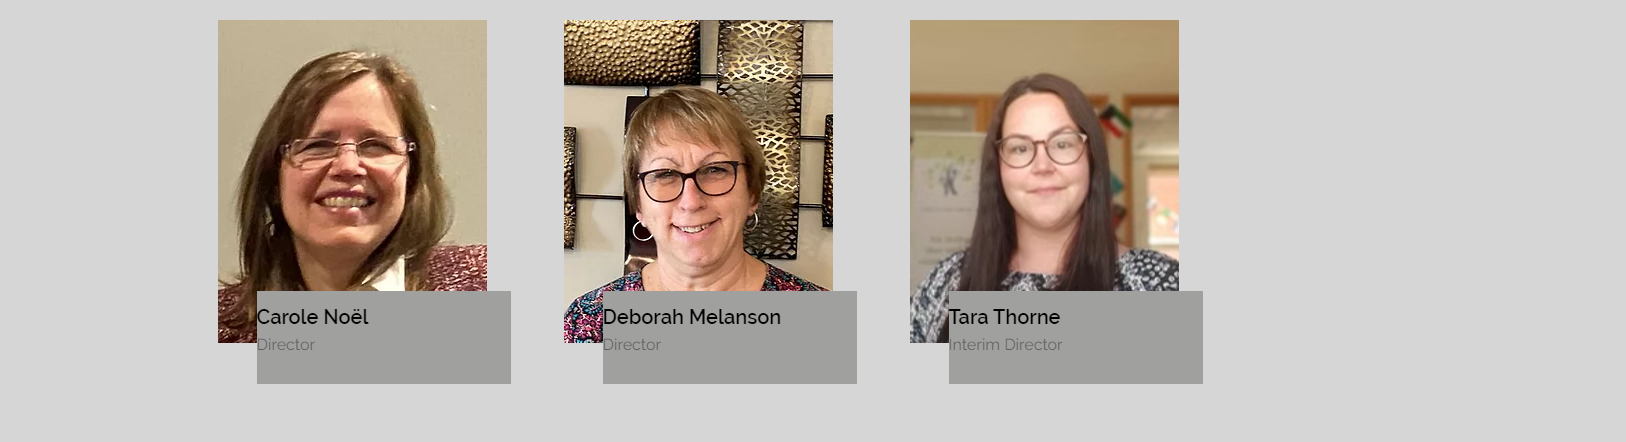 Carole Noël
Director
Deborah Melanson
Director
Tara Thorne
Interim Director